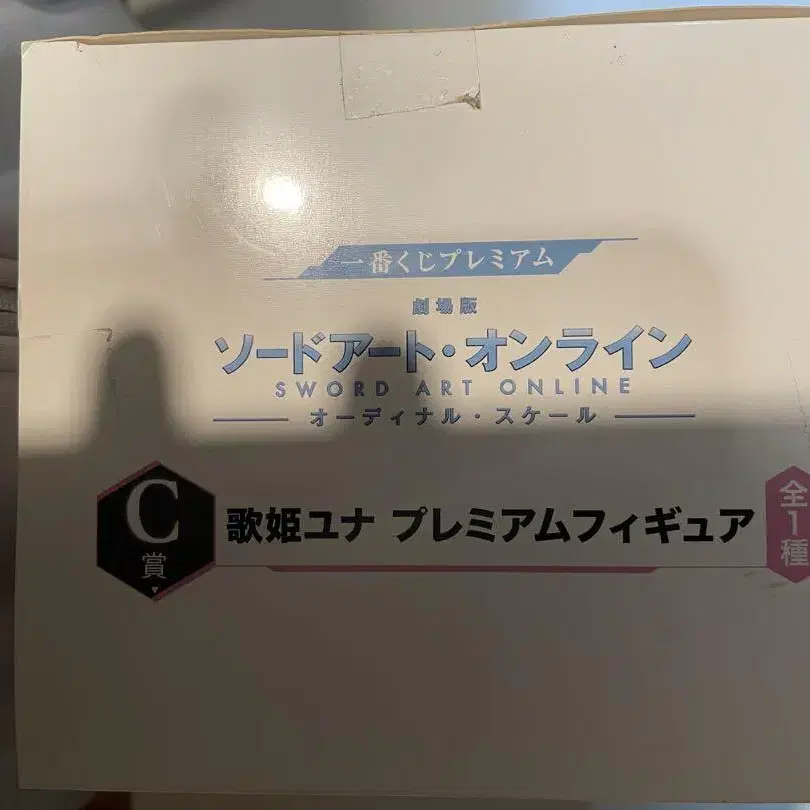 一番くじプレミアム
劇場版
ソードアート・オンライン
SWORD ART ONLINE
オーディナル・スケール
C賞
歌姫ユナ プレミアムフィギュア
全1種